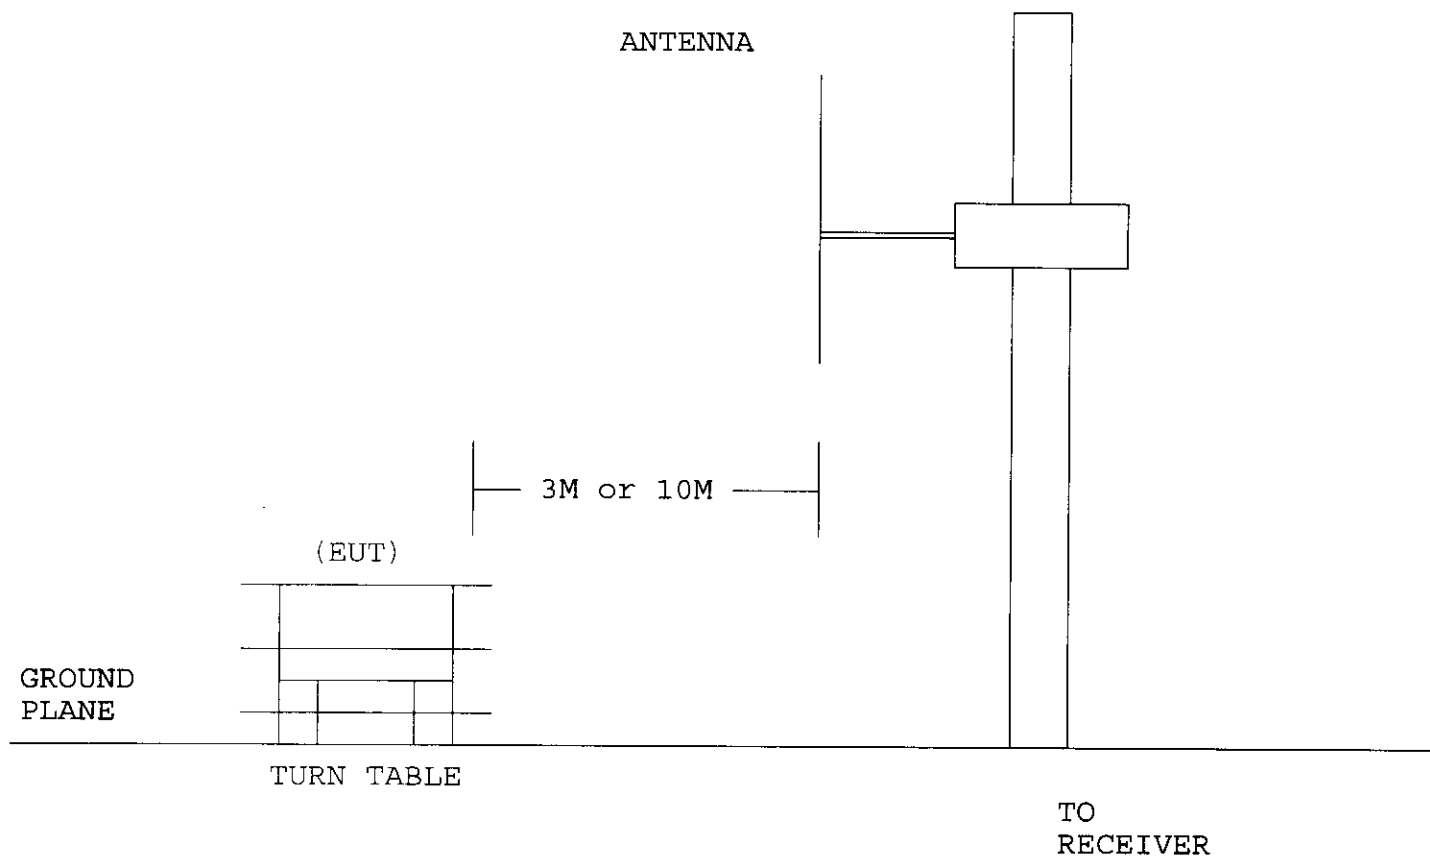 ANTENNA
3M or 10M
(EUT)
GROUND
PLANE
TURN TABLE
TO
RECEIVER